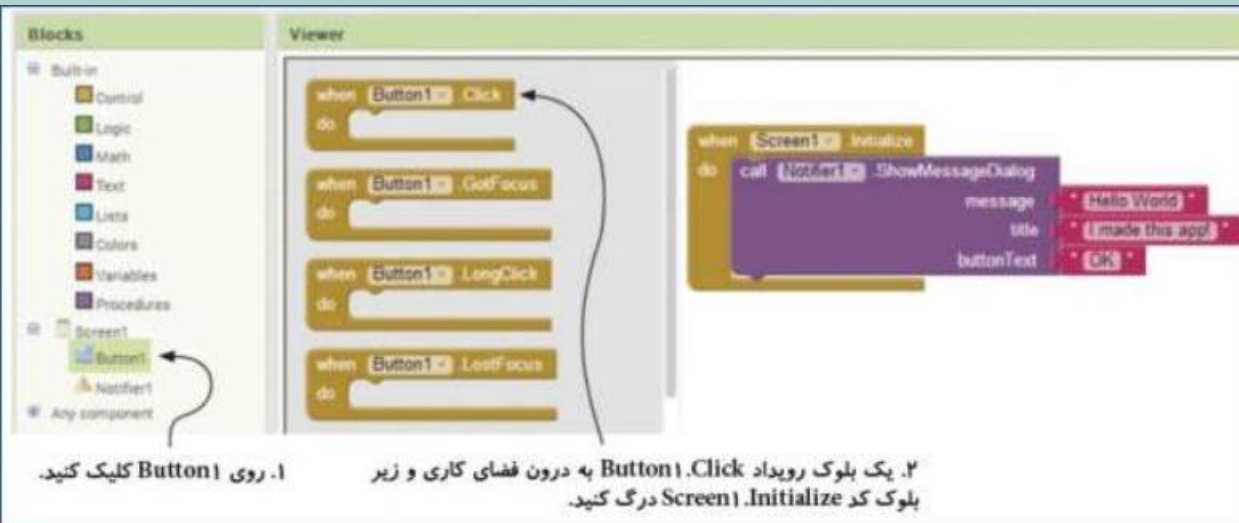 Blocks
Viewer
Built-in
Control
Logic
Math
Text
Lists
Colors
Variables
Procedures
Screen1
Button1
Notifier1
Any component
when Button1 .Click
do
when Button1 .GotFocus
do
when Button1 .LongClick
do
when Button1 .LostFocus
do
when Screen1 .Initialize
do call Notifier1 .ShowMessageDialog
message " Hello World "
title " I made this app! "
buttonText " OK "
۱. روی Button۱ کلیک کنید.
۲. یک بلوک رویداد Button۱.Click به درون فضای کاری و زیر
بلوک کد Screen۱.Initialize درگ کنید.